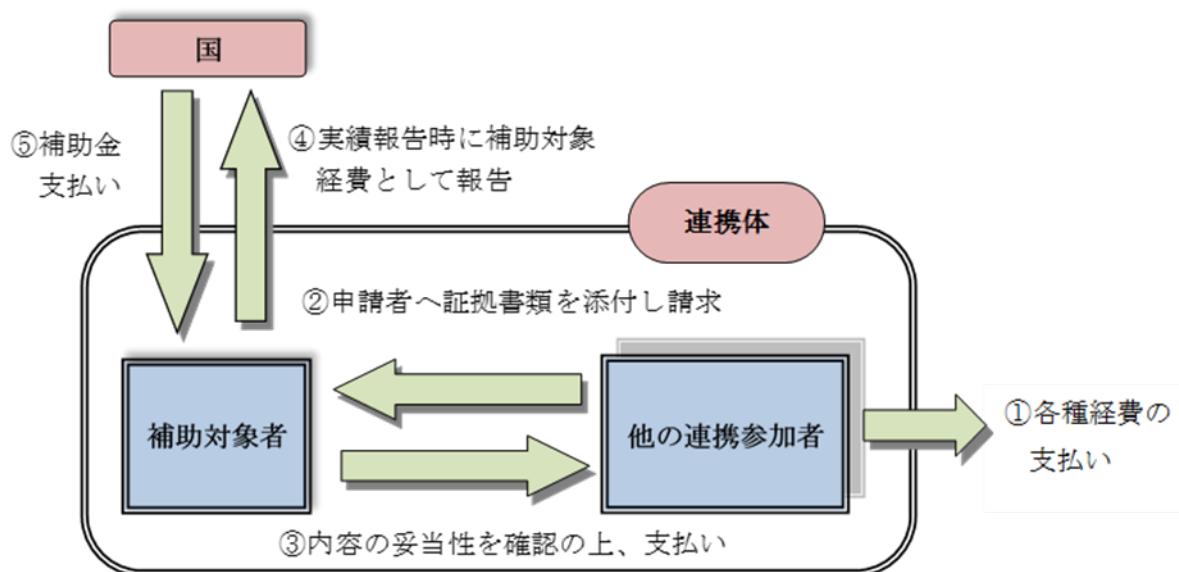 国
⑤補助金
支払い
④実績報告時に補助対象
経費として報告
連携体
②申請者へ証拠書類を添付し請求
補助対象者
他の連携参加者
①各種経費の
支払い
③内容の妥当性を確認の上、支払い